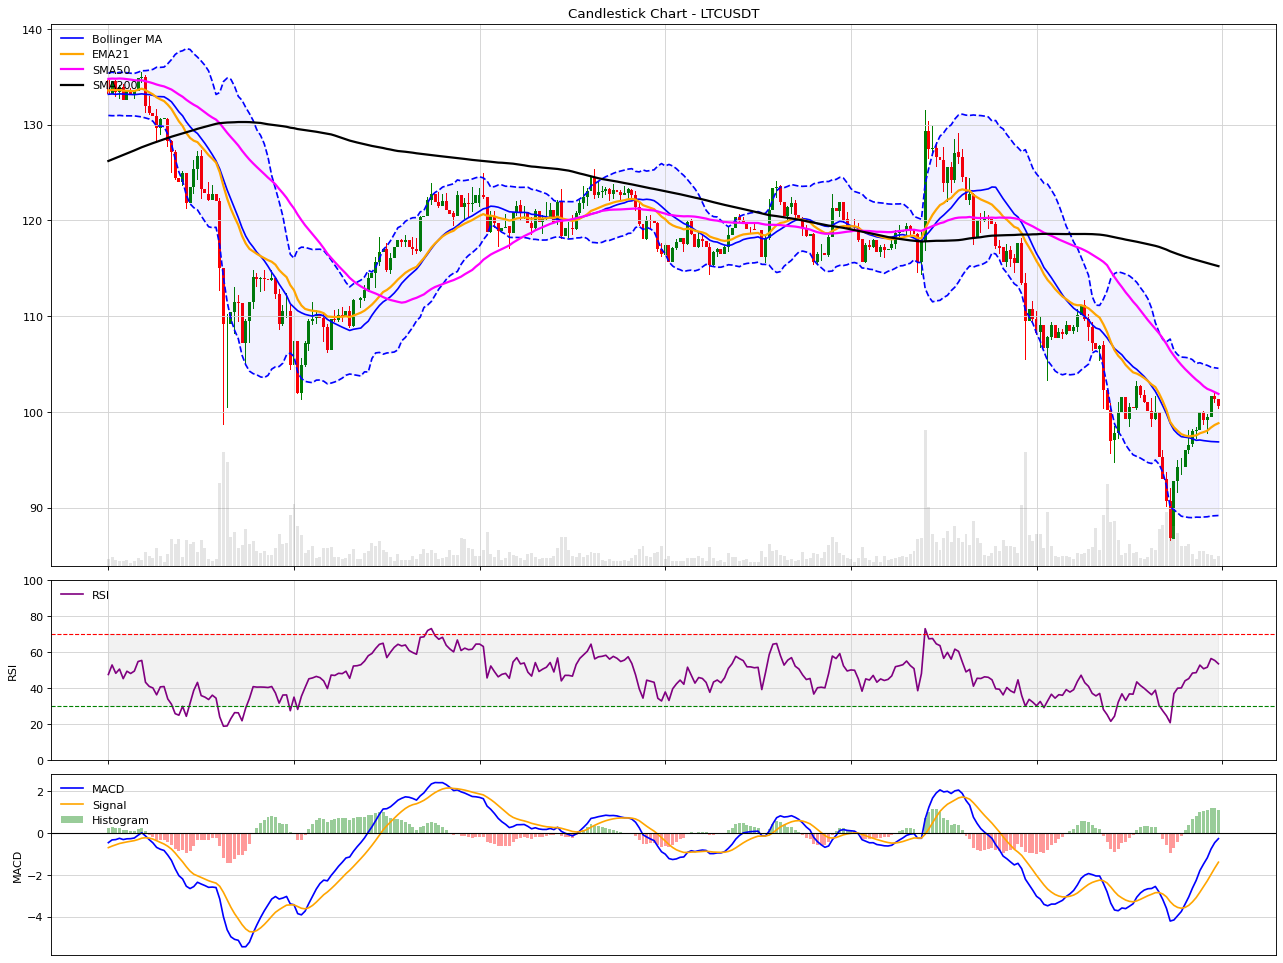 Candlestick Chart - LTCUSDT
140
130
120
110
100
90
Bollinger MA
EMA21
SMA50
SMA200
100
80
60
40
20
0
RSI
RSI
2
0
−2
−4
MACD
MACD
Signal
Histogram